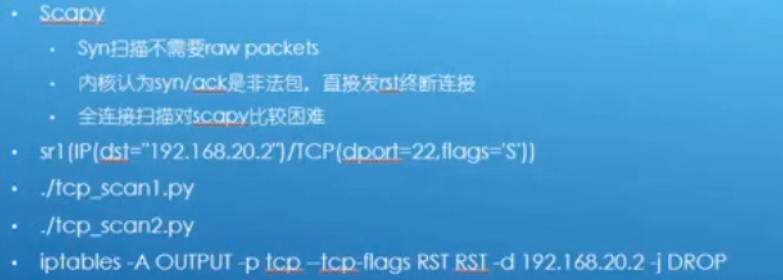 Scapy
Syn扫描不需要raw packets
内核认为syn/ack是非法包，直接发rst终断连接
全连接扫描对scapy比较困难
sr1(IP(dst="192.168.20.2")/TCP(dport=22,flags='S'))
./tcp_scan1.py
./tcp_scan2.py
iptables -A OUTPUT -p tcp –tcp-flags RST RST -d 192.168.20.2 -j DROP